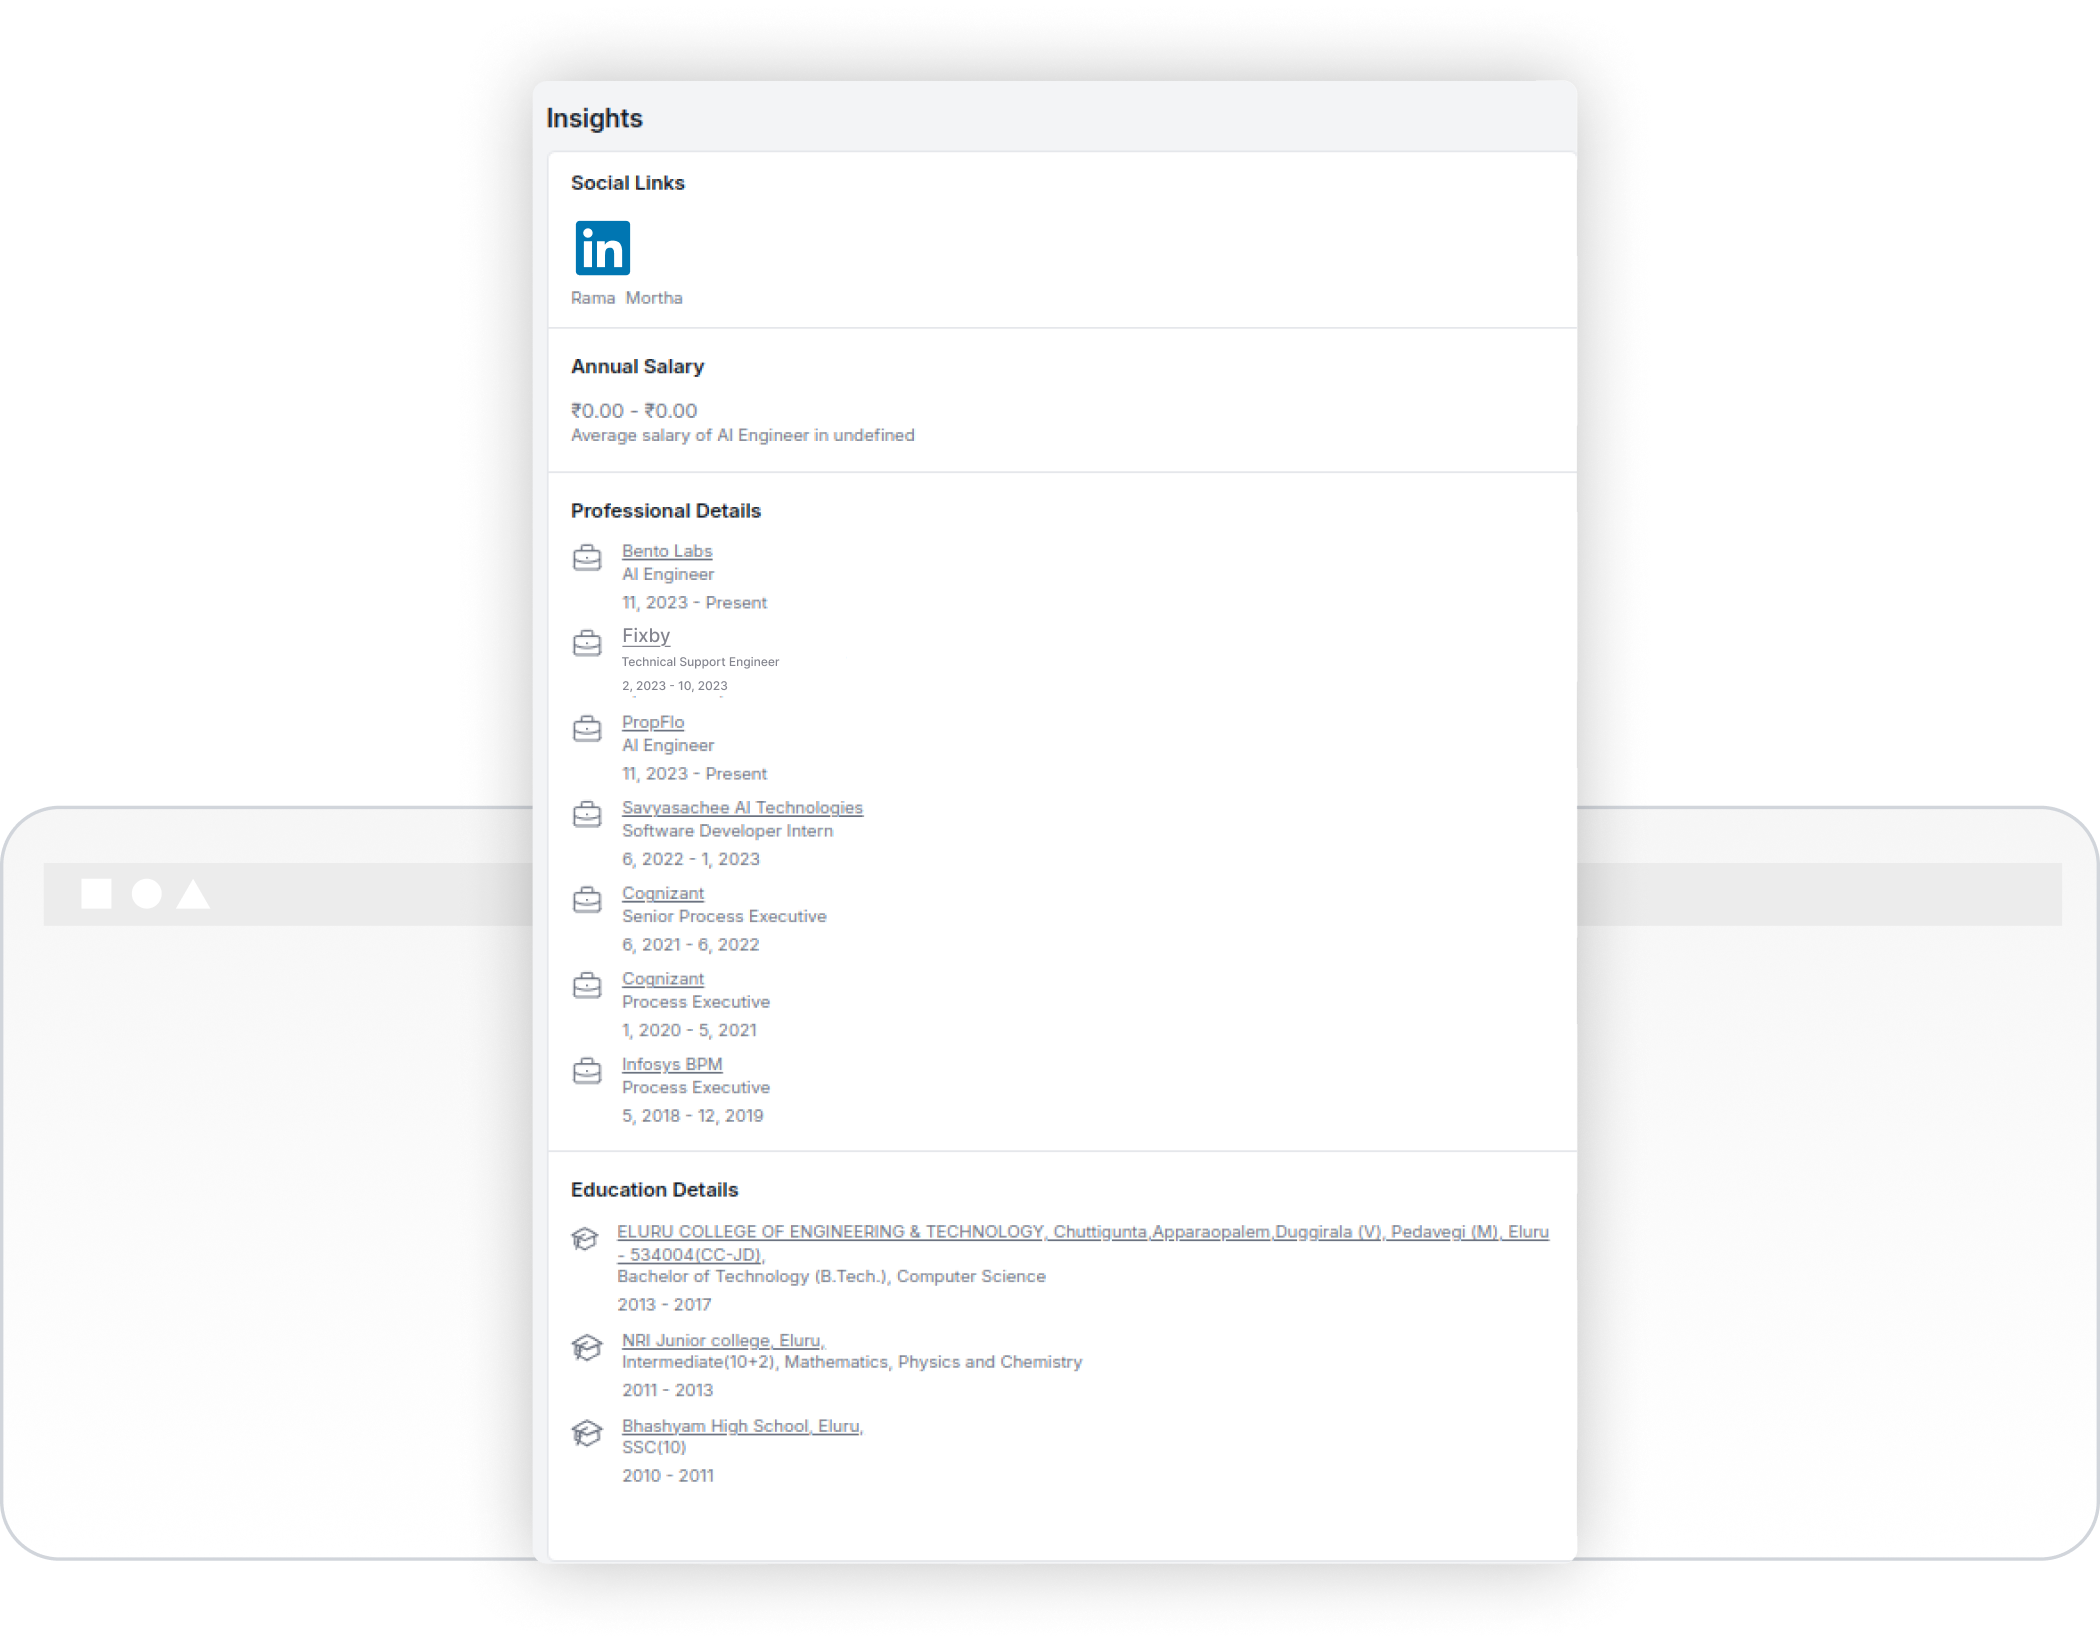 Insights
Social Links
in
Rama Mortha
Annual Salary
₹0.00 - ₹0.00
Average salary of AI Engineer in undefined
Professional Details
Bento Labs
AI Engineer
11, 2023 - Present
Fixby
Technical Support Engineer
2, 2023 - 10, 2023
PropFlo
AI Engineer
11, 2023 - Present
Savyasachee AI Technologies
Software Developer Intern
6, 2022 - 1, 2023
Cognizant
Senior Process Executive
6, 2021 - 6, 2022
Cognizant
Process Executive
1, 2020 - 5, 2021
Infosys BPM
Process Executive
5, 2018 - 12, 2019
Education Details
ELURU COLLEGE OF ENGINEERING & TECHNOLOGY, Chuttigunta,Apparaopalem,Duggirala (V), Pedavegi (M), Eluru
- 534004(CC-JD),
Bachelor of Technology (B.Tech.), Computer Science
2013 - 2017
NRI Junior college, Eluru,
Intermediate(10+2), Mathematics, Physics and Chemistry
2011 - 2013
Bhashyam High School, Eluru,
SSC(10)
2010 - 2011